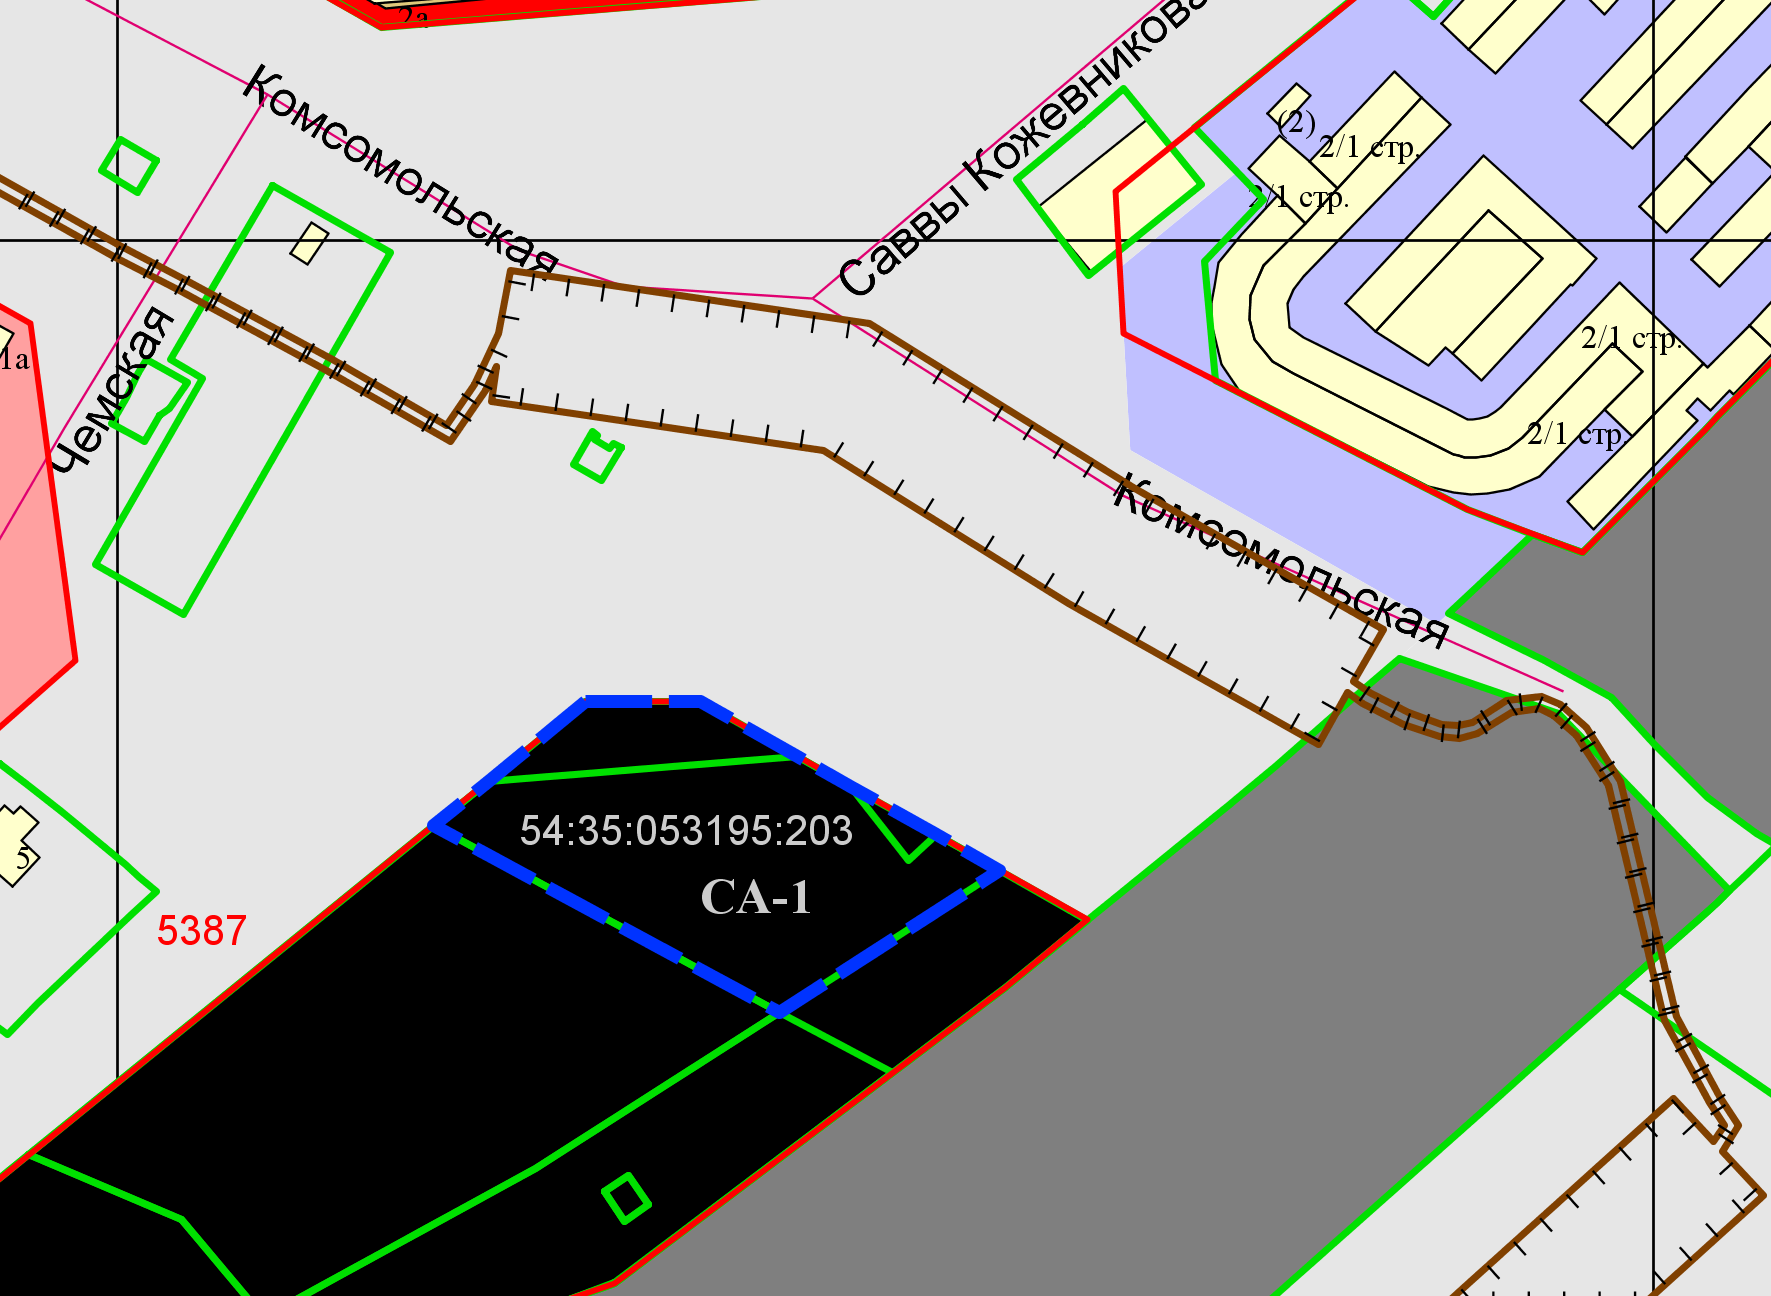 2а
Комсомольская
Саввы Кожевникова
(2)
2/1 стр.
2/1 стр.
2/1 стр.
2/1 стр.
1а
Чемская
Комсомольская
54:35:053195:203
СА-1
5
5387